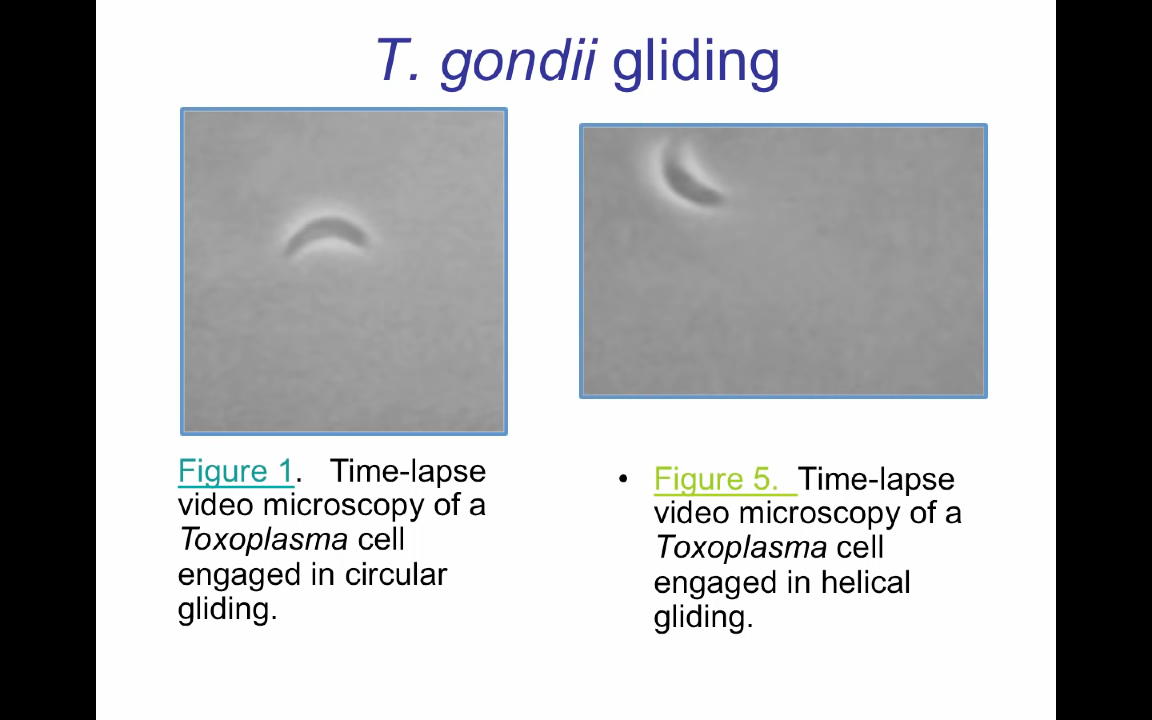 T. gondii gliding
Figure 1. Time-lapse
video microscopy of a
Toxoplasma cell
engaged in circular
gliding.
• Figure 5. Time-lapse
video microscopy of a
Toxoplasma cell
engaged in helical
gliding.